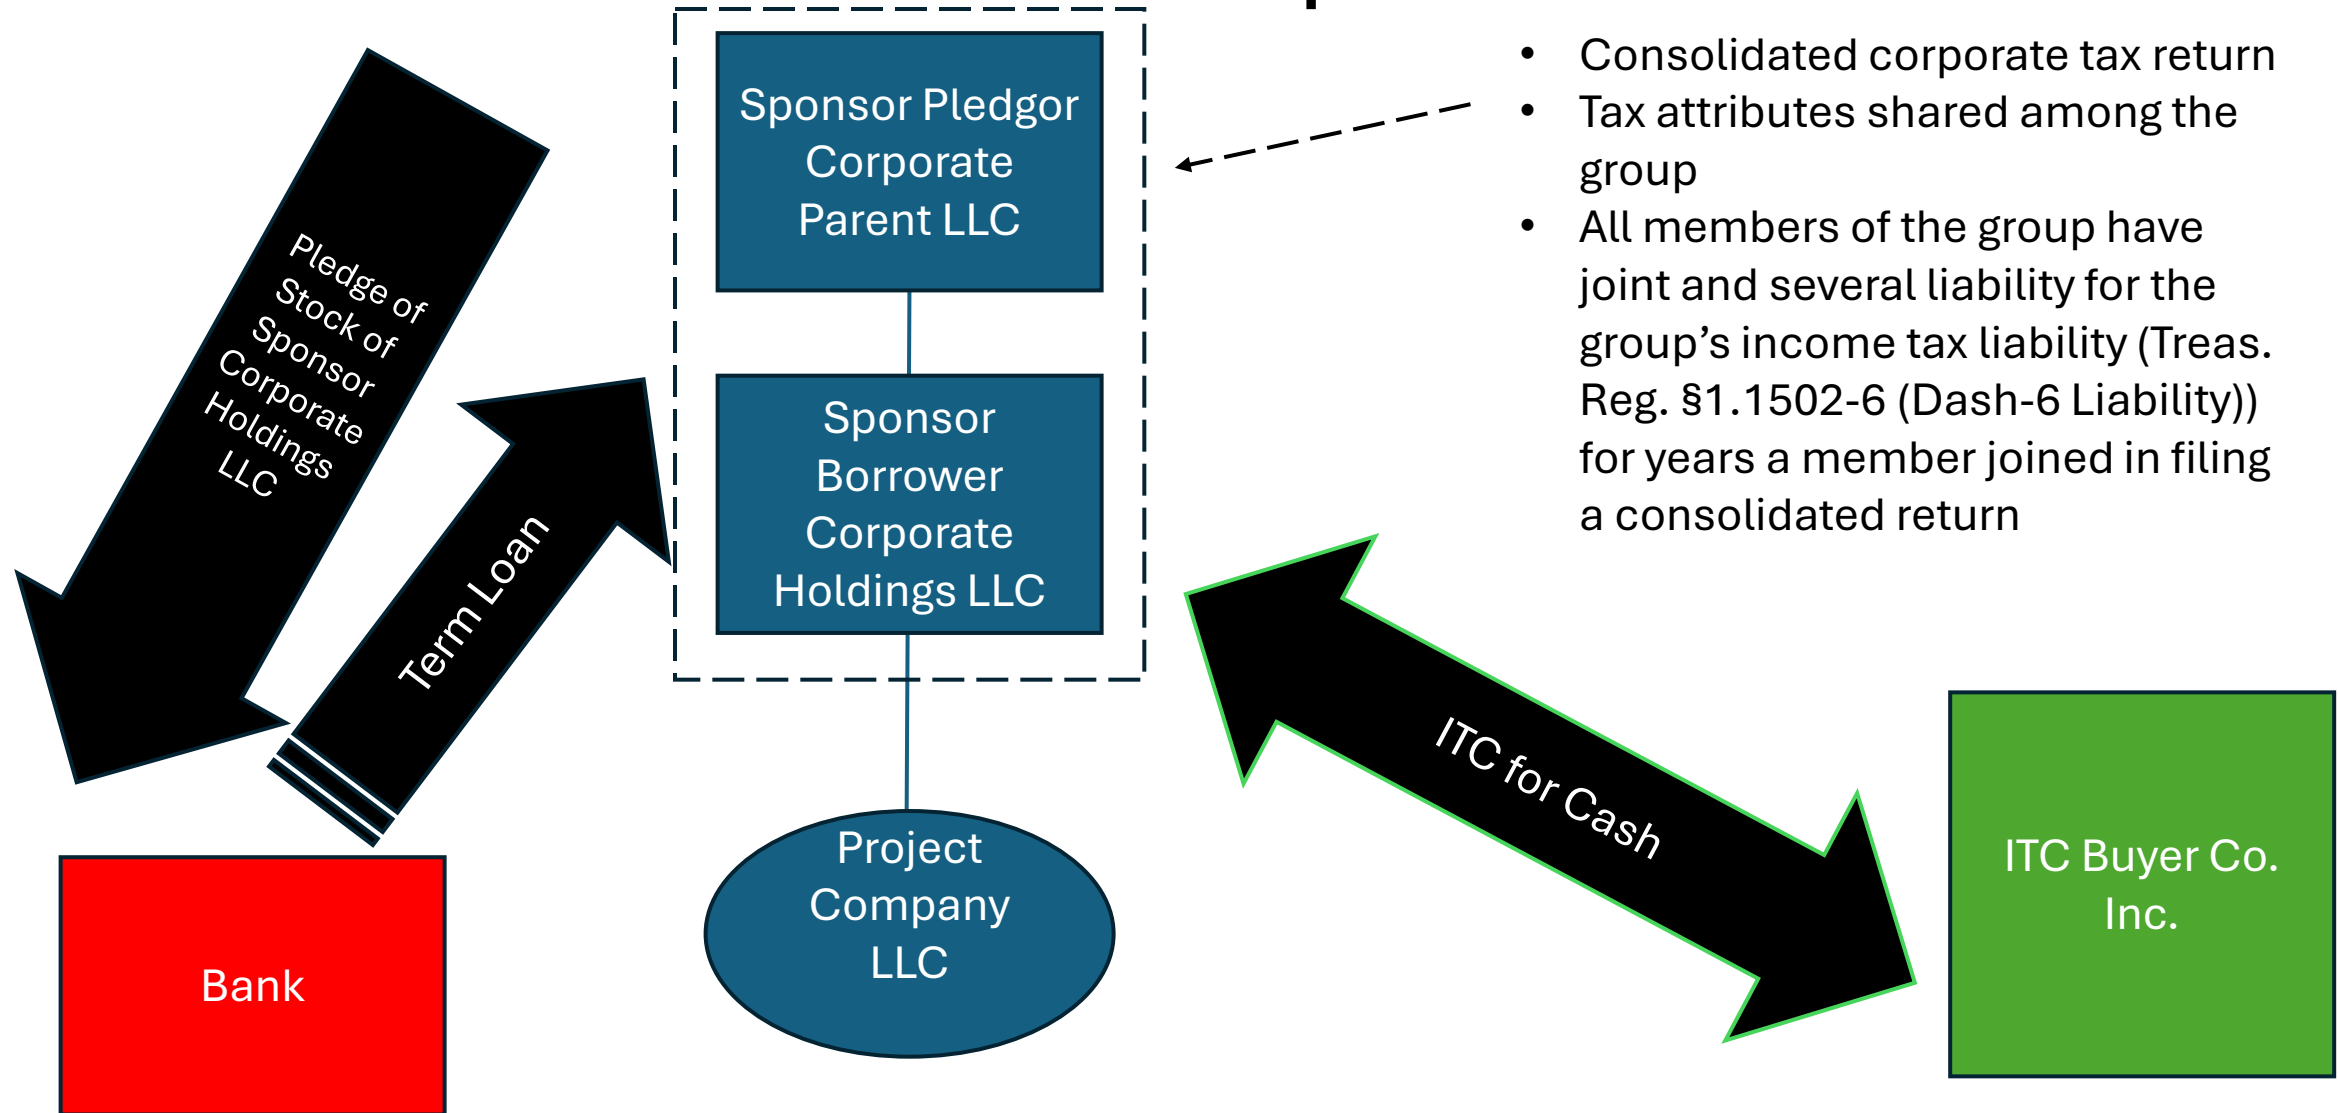 Sponsor Pledgor
Corporate
Parent LLC
• Consolidated corporate tax return
• Tax attributes shared among the
group
• All members of the group have
joint and several liability for the
group’s income tax liability (Treas.
Reg. §1.1502-6 (Dash-6 Liability))
for years a member joined in filing
a consolidated return
Pledge of
Stock of
Sponsor
Corporate
Holdings
LLC
Term Loan
Sponsor
Borrower
Corporate
Holdings LLC
ITC for Cash
Project
Company
LLC
ITC Buyer Co.
Inc.
Bank